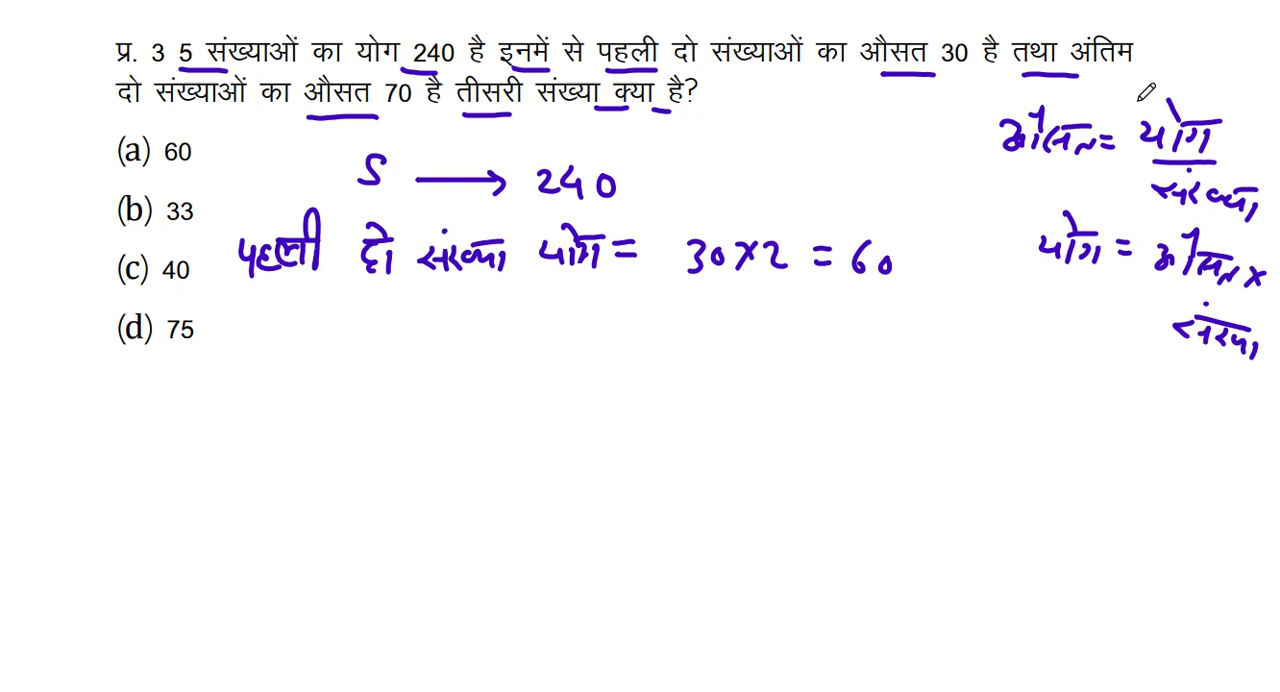 प्र. 3 5 संख्याओं का योग 240 है इनमें से पहली दो संख्याओं का औसत 30 है तथा अंतिम
दो संख्याओं का औसत 70 है तीसरी संख्या क्या है?
(a) 60
(b) 33
(c) 40
(d) 75
औसत = योग
संख्या
5 → 240
पहली दो संख्या योग = 30 × 2 = 60
योग = औसत ×
संख्या